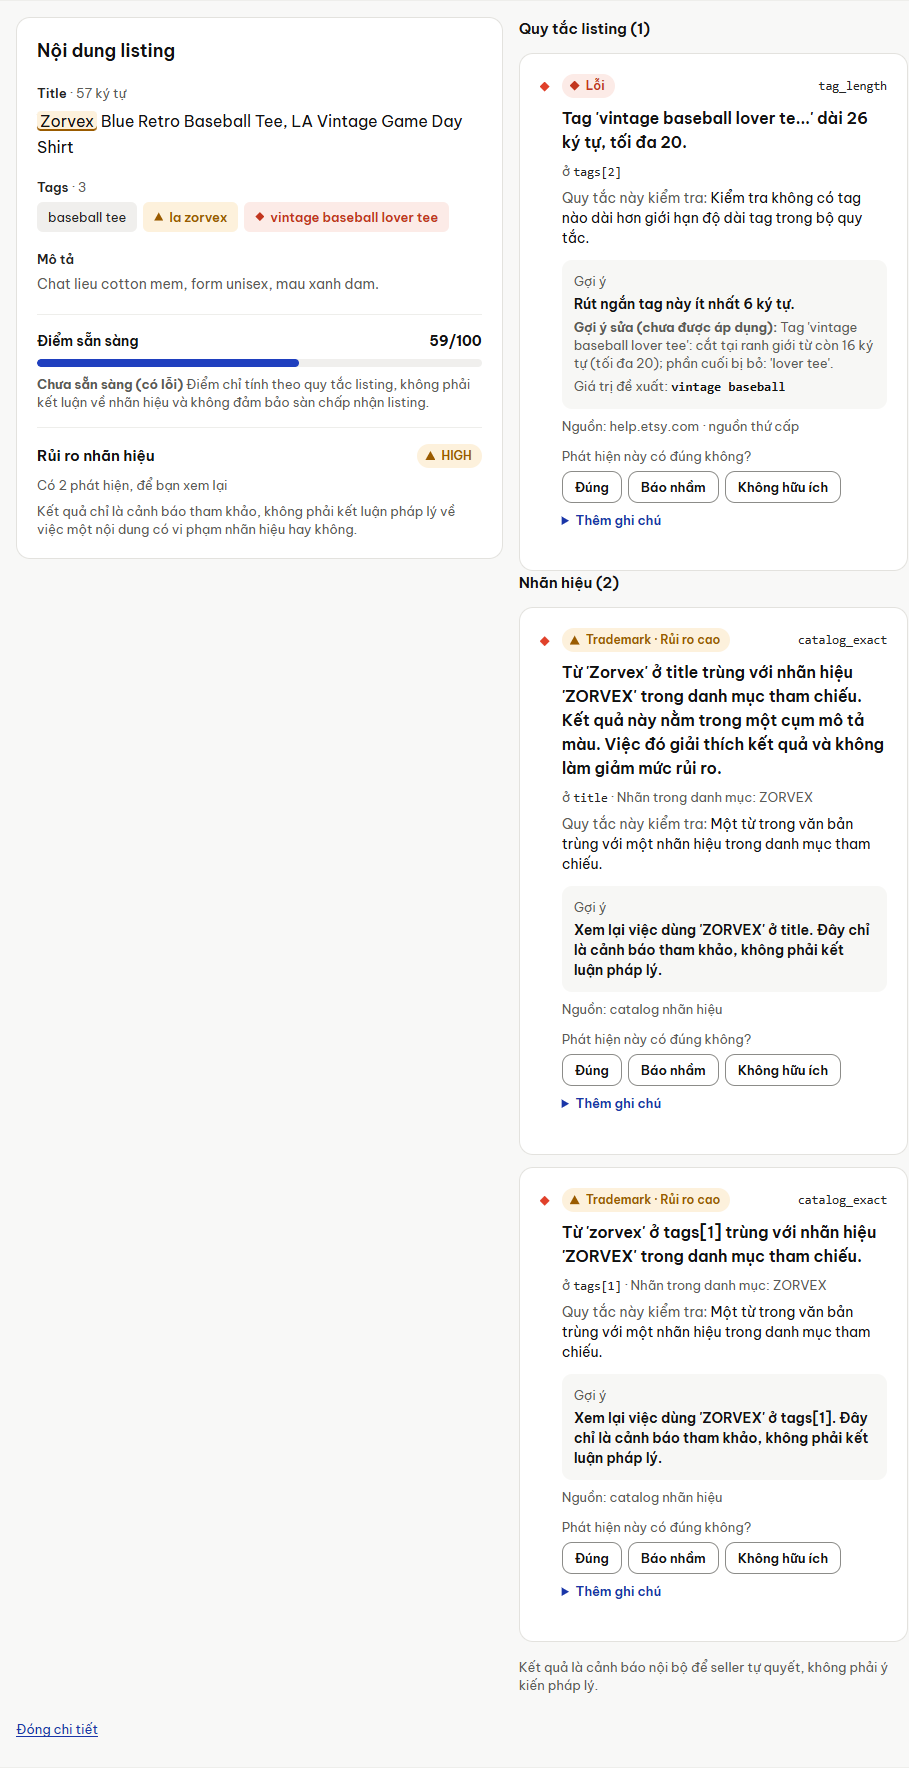 Nội dung listing
Title · 57 ký tự
Zorvex Blue Retro Baseball Tee, LA Vintage Game Day
Shirt
Tags · 3
baseball tee
▲ la zorvex
◆ vintage baseball lover tee
Mô tả
Chat lieu cotton mem, form unisex, mau xanh dam.
Điểm sẵn sàng 59/100
Chưa sẵn sàng (có lỗi) Điểm chỉ tính theo quy tắc listing, không phải
kết luận về nhãn hiệu và không đảm bảo sàn chấp nhận listing.
Rủi ro nhãn hiệu ▲ HIGH
Có 2 phát hiện, để bạn xem lại
Kết quả chỉ là cảnh báo tham khảo, không phải kết luận pháp lý về
việc một nội dung có vi phạm nhãn hiệu hay không.
Quy tắc listing (1)
◆ ◆ Lỗi tag_length
Tag 'vintage baseball lover te...' dài 26
ký tự, tối đa 20.
ở tags[2]
Quy tắc này kiểm tra: Kiểm tra không có tag
nào dài hơn giới hạn độ dài tag trong bộ quy
tắc.
Gợi ý
Rút ngắn tag này ít nhất 6 ký tự.
Gợi ý sửa (chưa được áp dụng): Tag 'vintage
baseball lover tee': cắt tại ranh giới từ còn 16 ký
tự (tối đa 20); phần cuối bị bỏ: 'lover tee'.
Giá trị đề xuất: vintage baseball
Nguồn: help.etsy.com · nguồn thứ cấp
Phát hiện này có đúng không?
Đúng
Báo nhầm
Không hữu ích
▶ Thêm ghi chú
Nhãn hiệu (2)
◆ ▲ Trademark · Rủi ro cao catalog_exact
Từ 'Zorvex' ở title trùng với nhãn hiệu
'ZORVEX' trong danh mục tham chiếu.
Kết quả này nằm trong một cụm mô tả
màu. Việc đó giải thích kết quả và không
làm giảm mức rủi ro.
ở title · Nhãn trong danh mục: ZORVEX
Quy tắc này kiểm tra: Một từ trong văn bản
trùng với một nhãn hiệu trong danh mục tham
chiếu.
Gợi ý
Xem lại việc dùng 'ZORVEX' ở title. Đây chỉ
là cảnh báo tham khảo, không phải kết
luận pháp lý.
Nguồn: catalog nhãn hiệu
Phát hiện này có đúng không?
Đúng
Báo nhầm
Không hữu ích
▶ Thêm ghi chú
◆ ▲ Trademark · Rủi ro cao catalog_exact
Từ 'zorvex' ở tags[1] trùng với nhãn hiệu
'ZORVEX' trong danh mục tham chiếu.
ở tags[1] · Nhãn trong danh mục: ZORVEX
Quy tắc này kiểm tra: Một từ trong văn bản
trùng với một nhãn hiệu trong danh mục tham
chiếu.
Gợi ý
Xem lại việc dùng 'ZORVEX' ở tags[1]. Đây
chỉ là cảnh báo tham khảo, không phải kết
luận pháp lý.
Nguồn: catalog nhãn hiệu
Phát hiện này có đúng không?
Đúng
Báo nhầm
Không hữu ích
▶ Thêm ghi chú
Kết quả là cảnh báo nội bộ để seller tự quyết, không phải ý
kiến pháp lý.
Đóng chi tiết